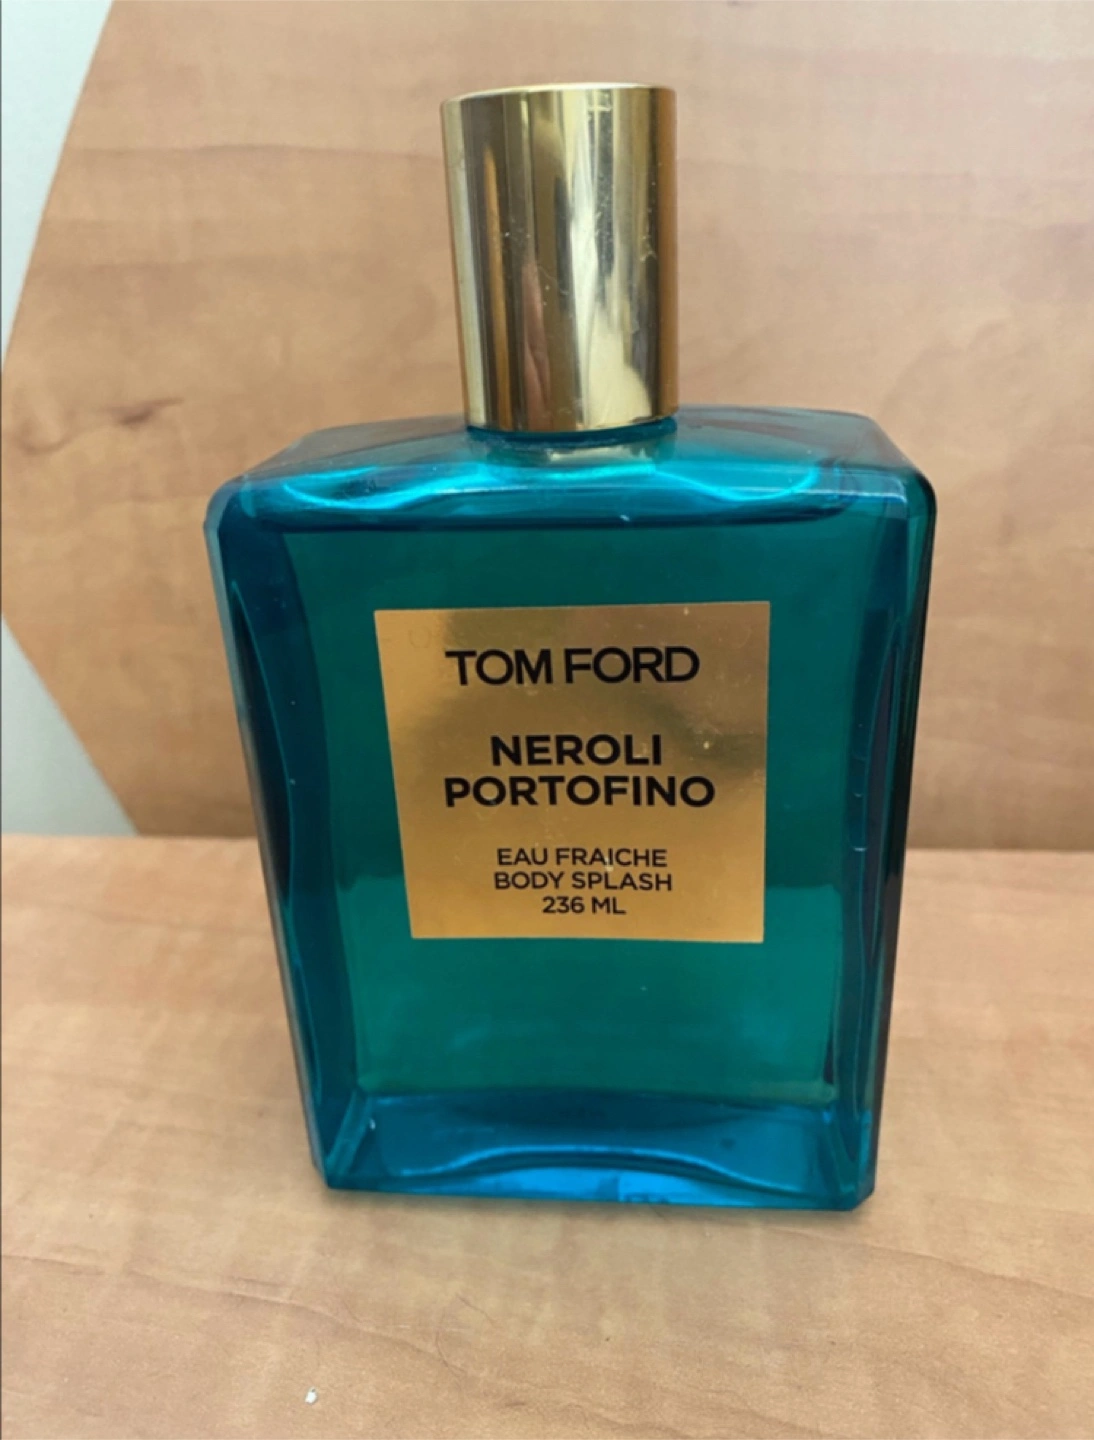 TOM FORD
NEROLI
PORTOFINO
EAU FRAICHE
BODY SPLASH
236 ML